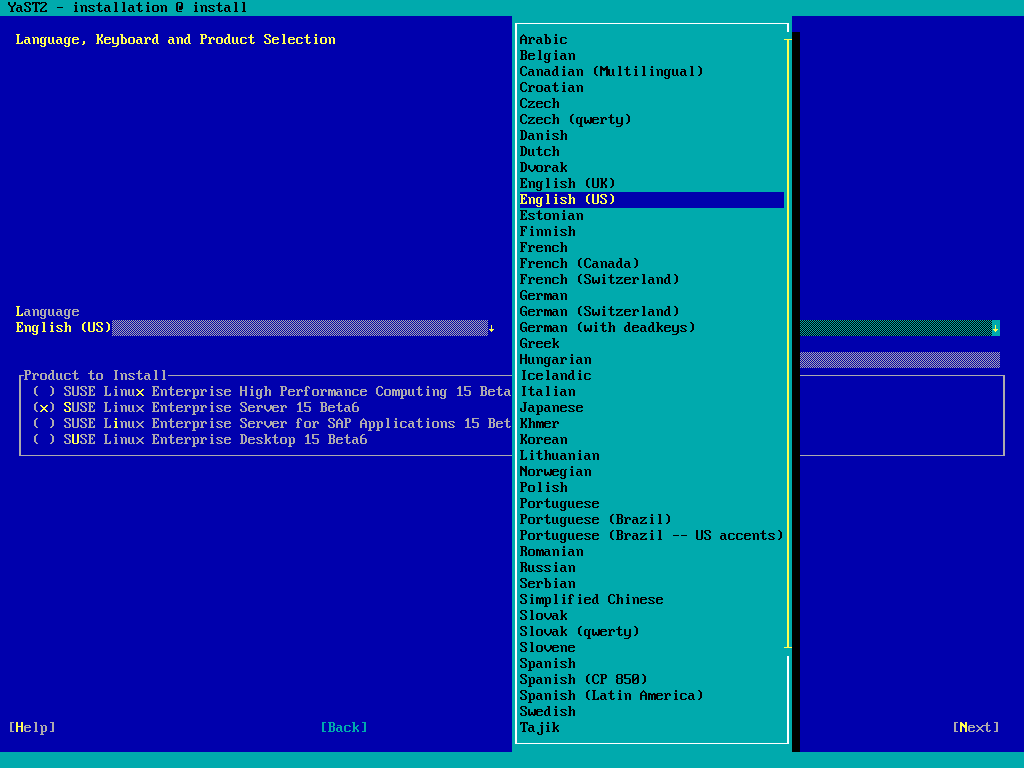 YaST2 - installation @ install
Language, Keyboard and Product Selection
Arabic
Belgian
Canadian (Multilingual)
Croatian
Czech
Czech (qwerty)
Danish
Dutch
Dvorak
English (UK)
English (US)
Estonian
Finnish
French
French (Canada)
French (Switzerland)
German
German (Switzerland)
German (with deadkeys)
Greek
Hungarian
Icelandic
Italian
Japanese
Khmer
Korean
Lithuanian
Norwegian
Polish
Portuguese
Portuguese (Brazil)
Portuguese (Brazil -- US accents)
Romanian
Russian
Serbian
Simplified Chinese
Slovak
Slovak (qwerty)
Slovene
Spanish
Spanish (CP 850)
Spanish (Latin America)
Swedish
Tajik
Language
English (US)
Product to Install
( ) SUSE Linux Enterprise High Performance Computing 15 Beta
(x) SUSE Linux Enterprise Server 15 Beta6
( ) SUSE Linux Enterprise Server for SAP Applications 15 Bet
( ) SUSE Linux Enterprise Desktop 15 Beta6
[Help] [Back] [Next]